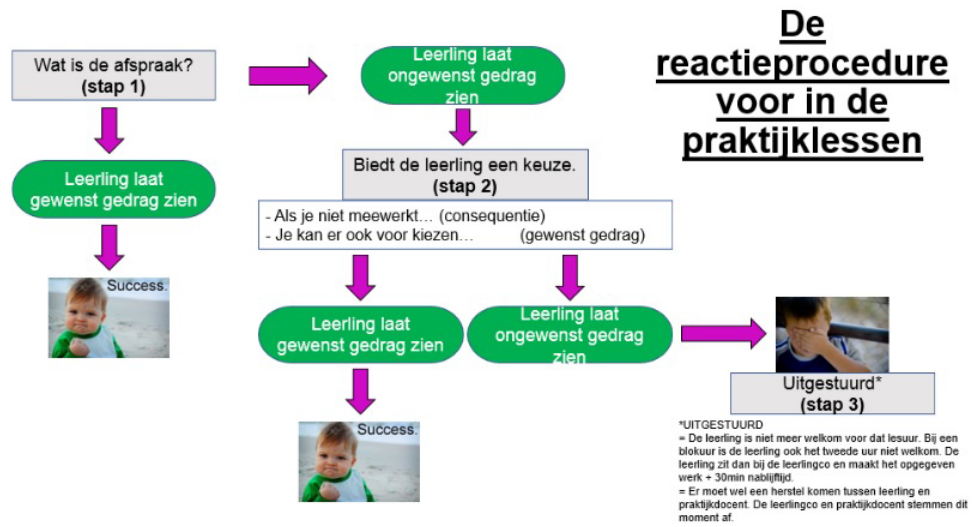 De
reactieprocedure
voor in de
praktijklessen
Wat is de afspraak?
(stap 1)
Leerling laat
ongewenst gedrag
zien
Leerling laat
gewenst gedrag zien
Success.
Biedt de leerling een keuze.
(stap 2)
- Als je niet meewerkt… (consequentie)
- Je kan er ook voor kiezen… (gewenst gedrag)
Leerling laat
gewenst gedrag zien
Success.
Leerling laat
ongewenst gedrag
zien
Uitgestuurd*
(stap 3)
*UITGESTUURD
= De leerling is niet meer welkom voor dat lesuur. Bij een
blokuur is de leerling ook het tweede uur niet welkom. De
leerling zit dan bij de leerlingco en maakt het opgegeven
werk + 30min nablijftijd.
= Er moet wel een herstel komen tussen leerling en
praktijkdocent. De leerlingco en praktijkdocent stemmen dit
moment af.